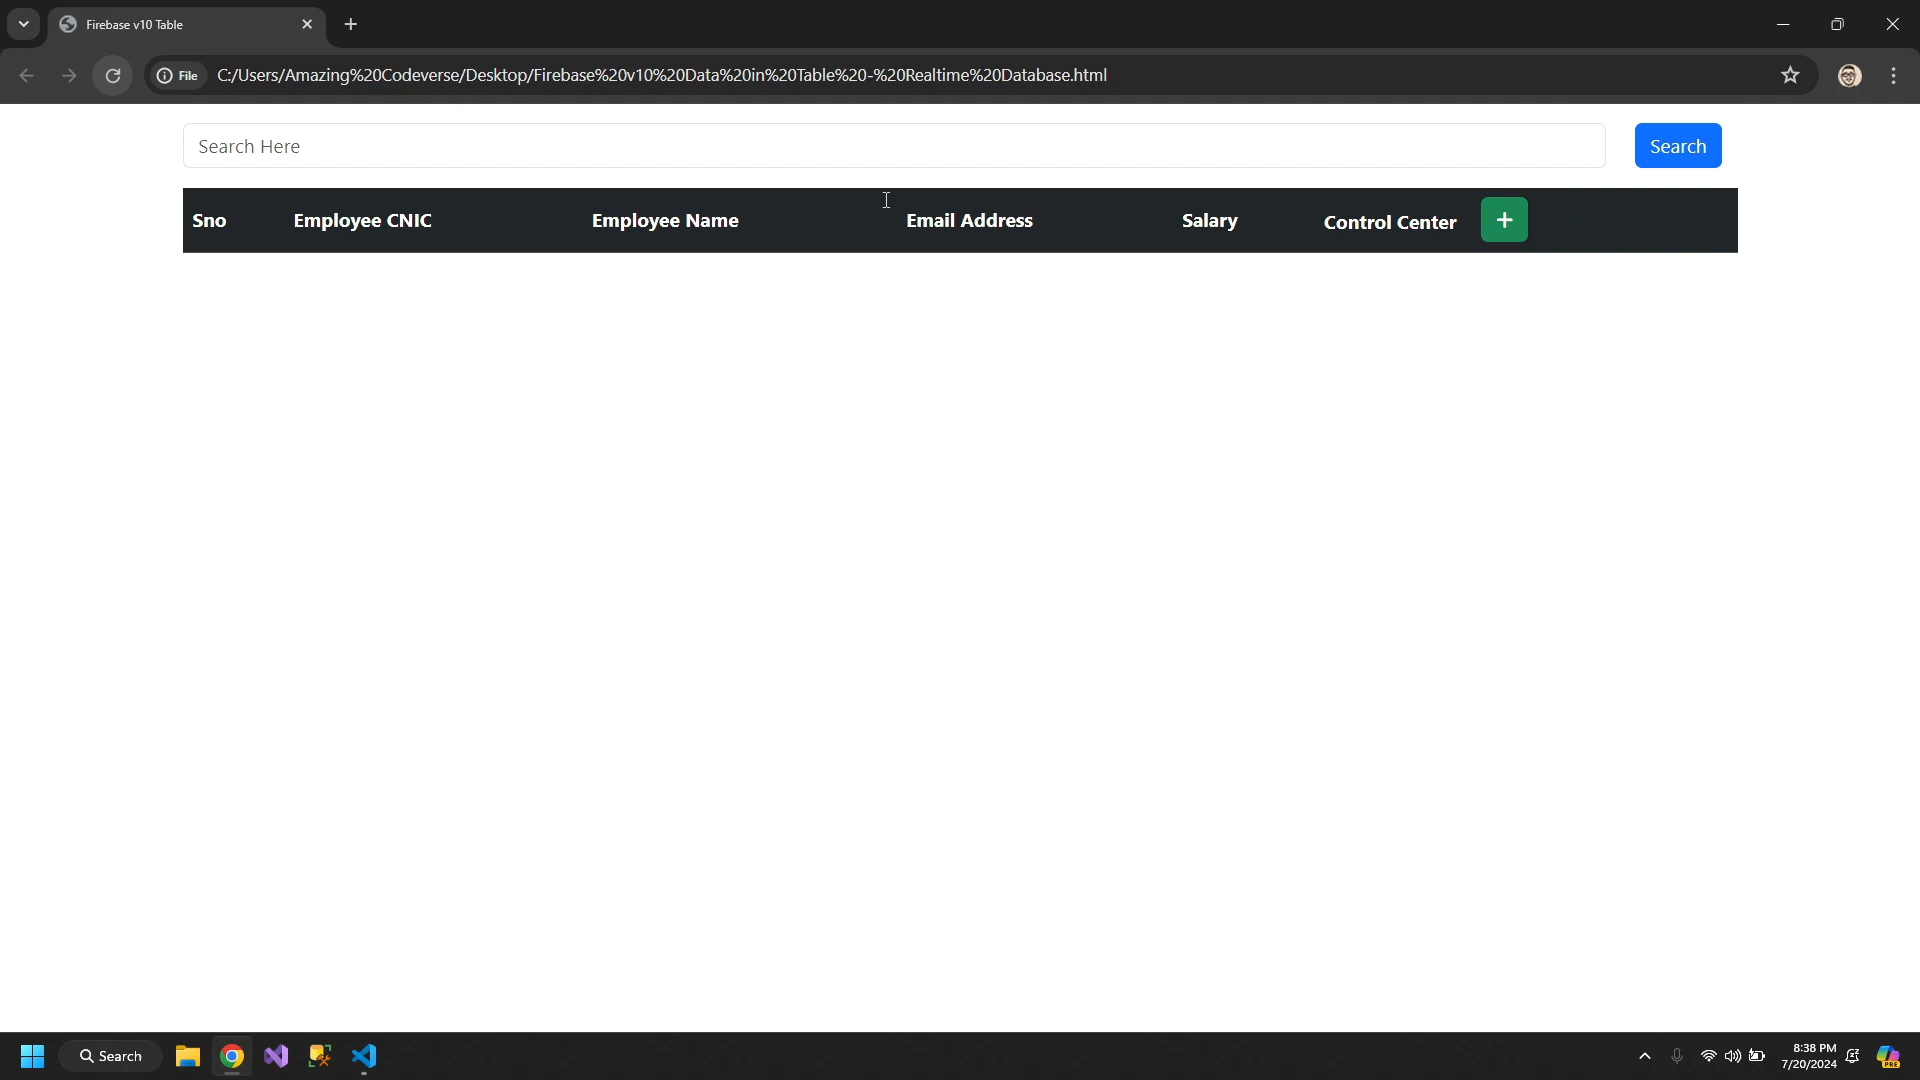 Firebase v10 Table
File C:/Users/Amazing%20Codeverse/Desktop/Firebase%20v10%20Data%20in%20Table%20-%20Realtime%20Database.html
Search Here Search
Sno Employee CNIC Employee Name Email Address Salary Control Center +
Search 8:38 PM
7/20/2024 PRE